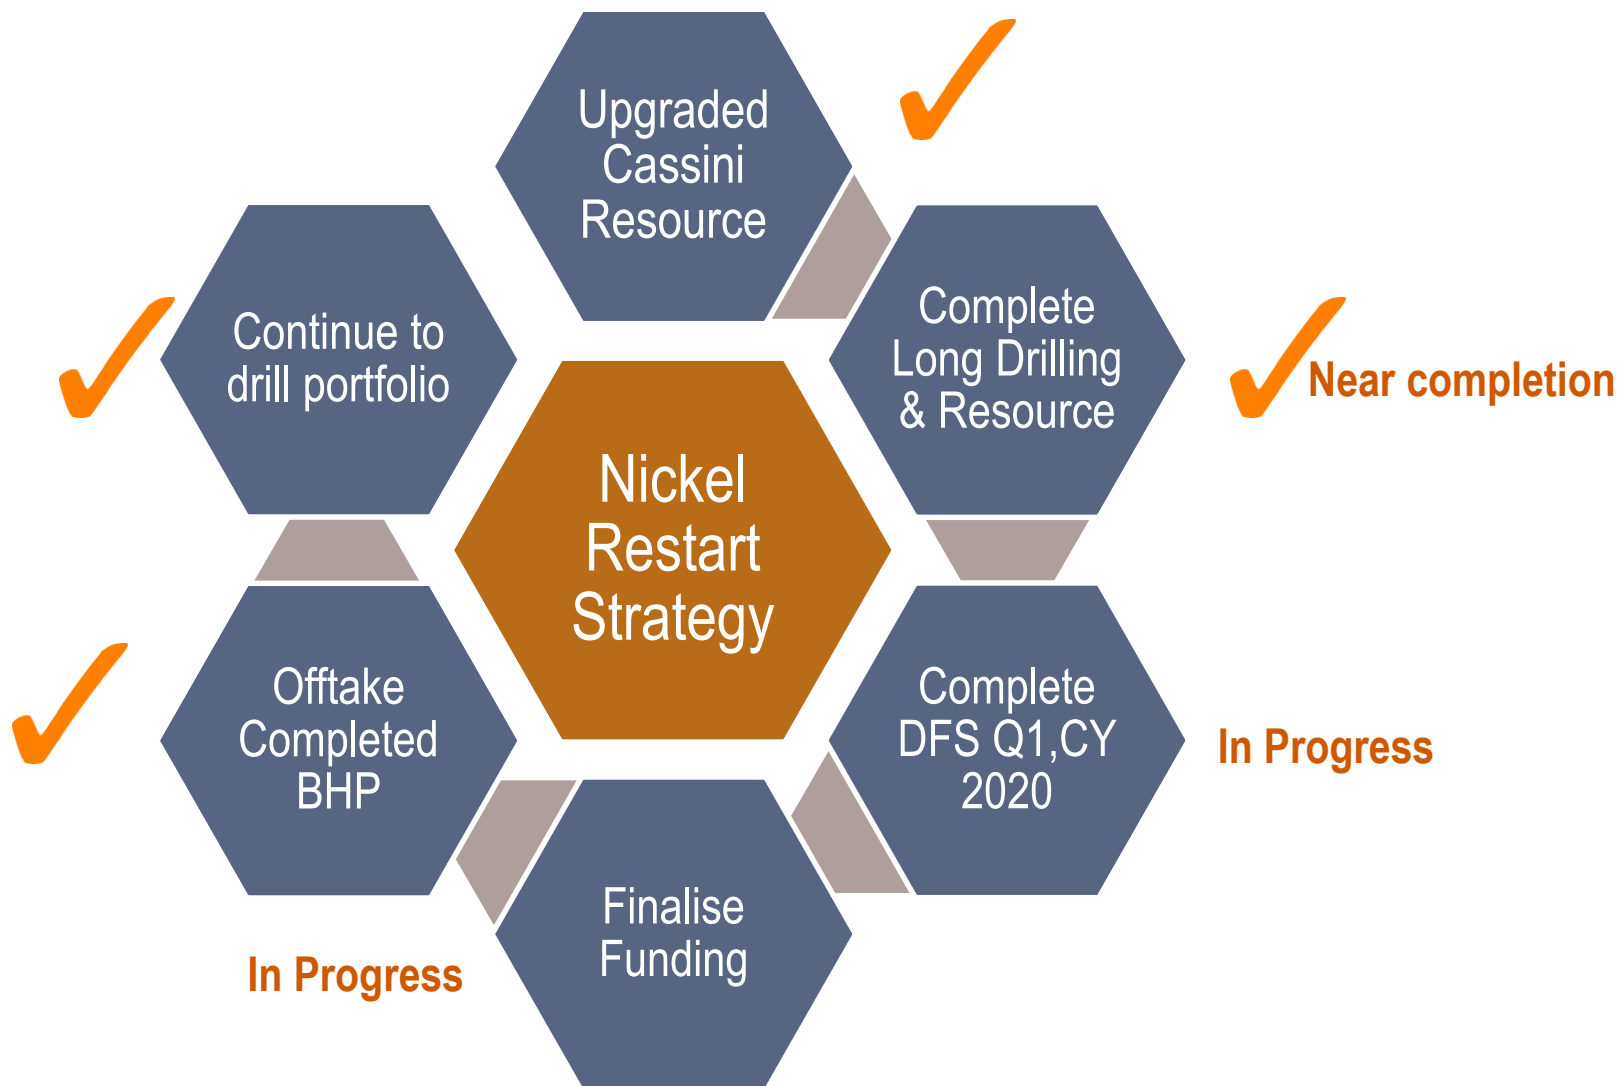 Upgraded
Cassini
Resource
Complete
Long Drilling
& Resource
Near completion
Complete
DFS Q1,CY
2020
In Progress
Finalise
Funding
In Progress
Offtake
Completed
BHP
Continue to
drill portfolio
Nickel
Restart
Strategy